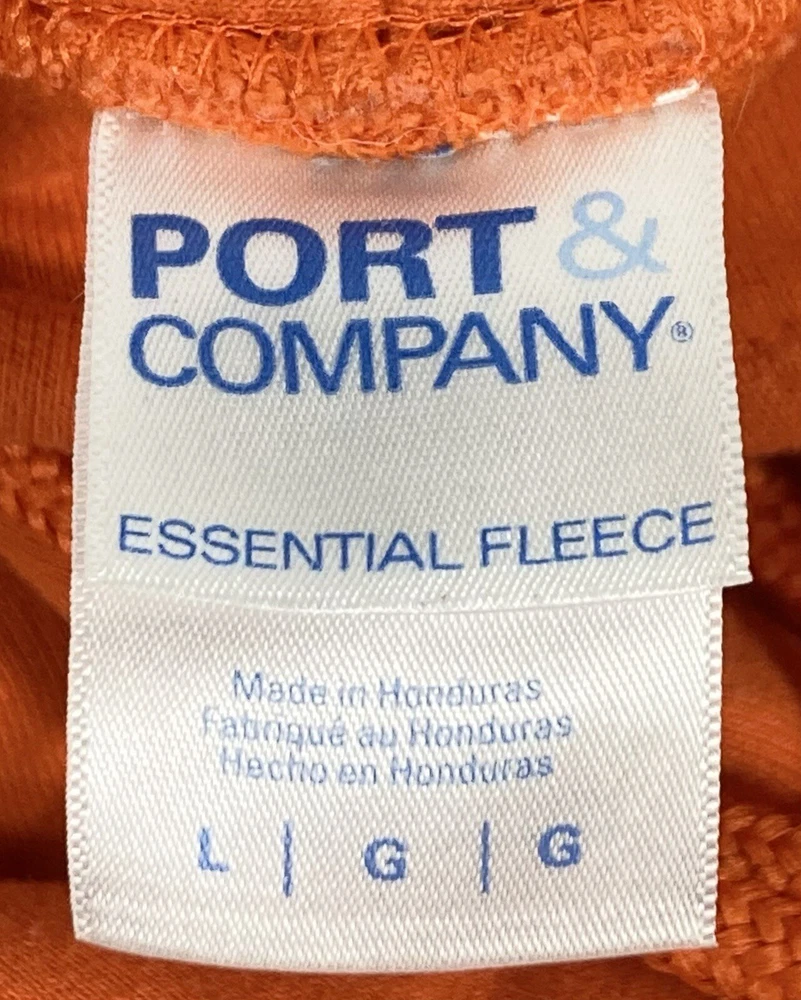 PORT &
COMPANY®
ESSENTIAL FLEECE
Made in Honduras
Fabriqué au Honduras
Hecho en Honduras
L | G | G